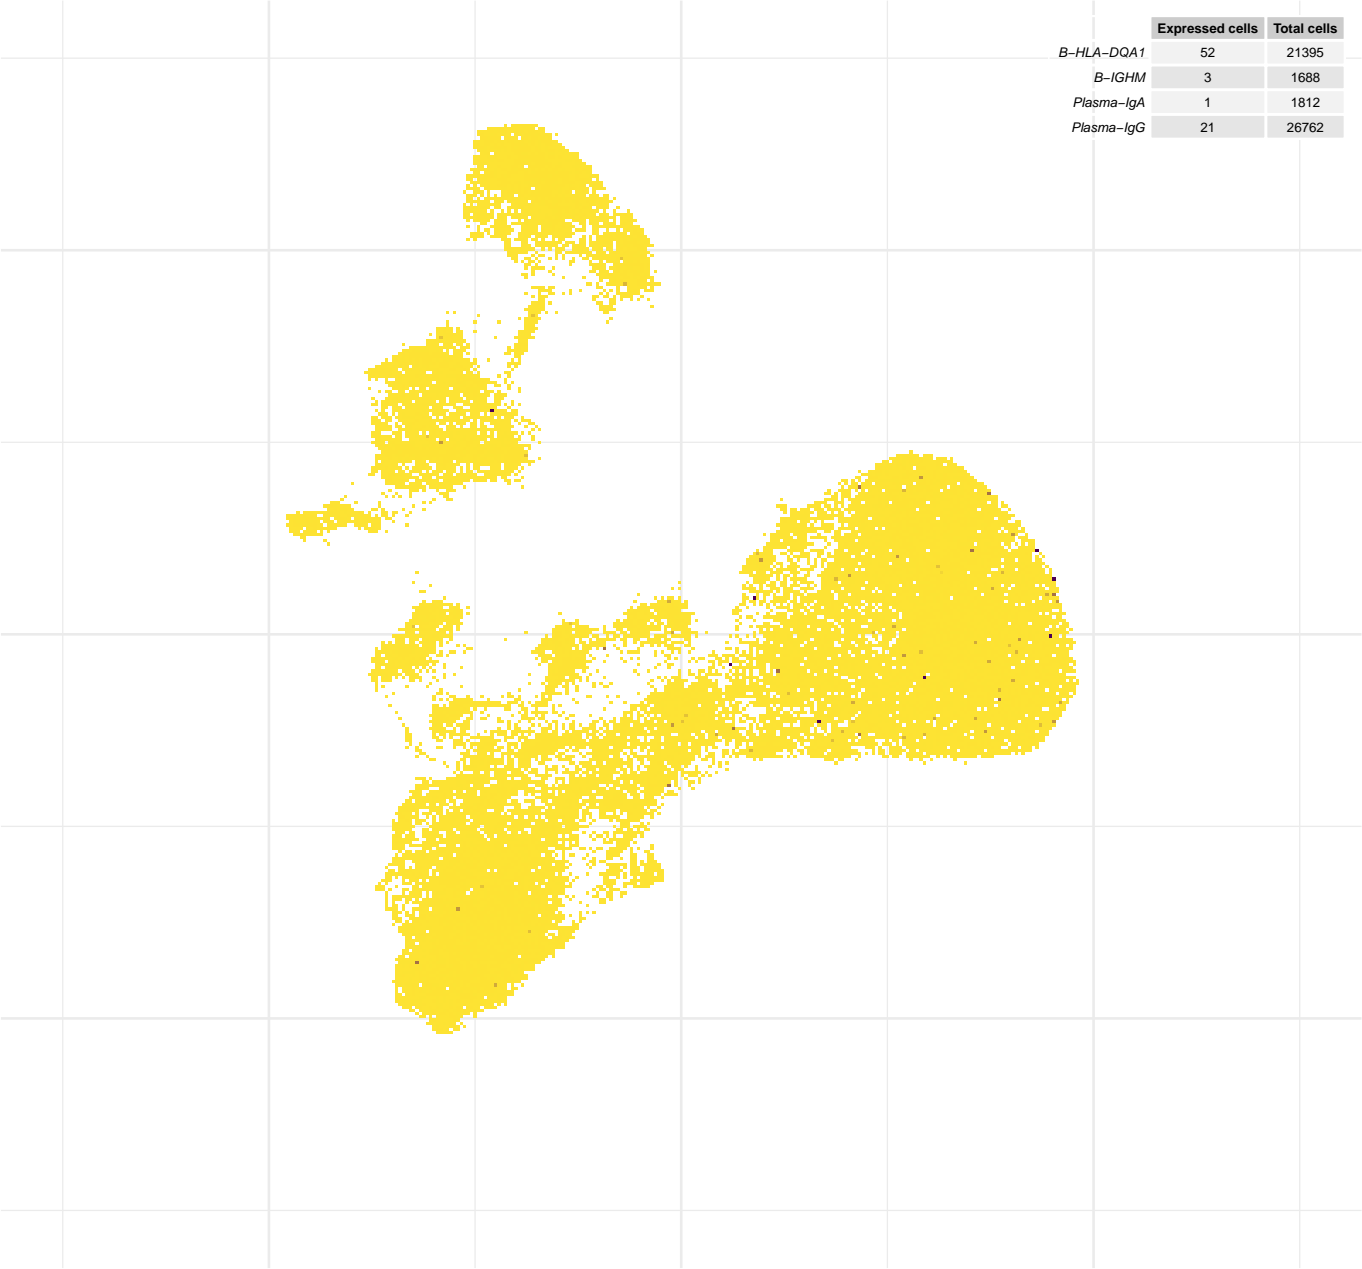 Expressed cells Total cells
B−HLA−DQA1 52 21395
B−IGHM 3 1688
Plasma−IgA 1 1812
Plasma−IgG 21 26762